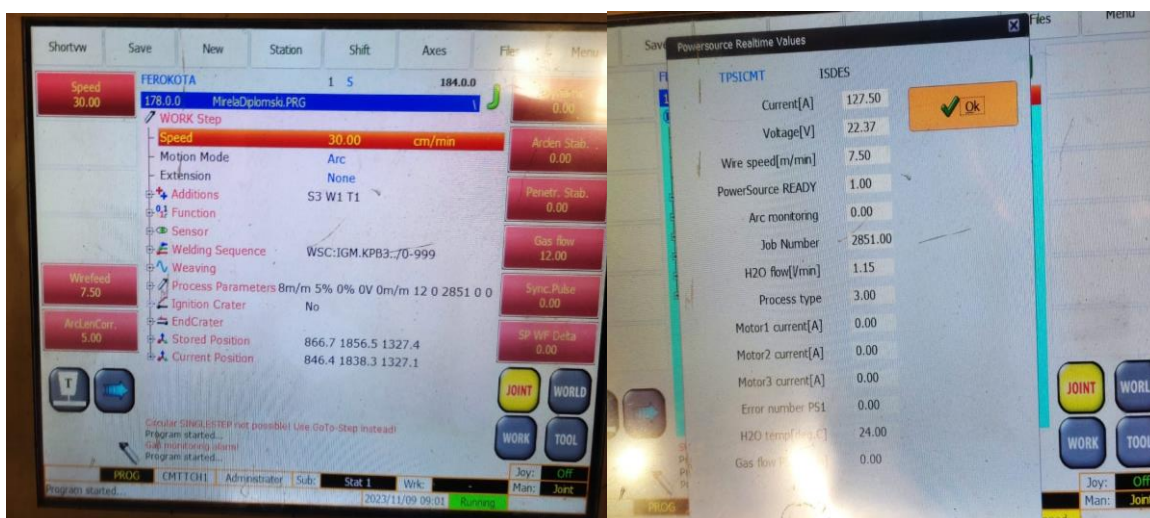 Shortvw Save New Station Shift Axes Files Menu
Speed
30.00
FEROKOTA 1 S 184.0.0
178.0.0 MirelaDiplomski.PRG \
WORK Step
Speed 30.00 cm/min
Motion Mode Arc
Extension None
Additions S3 W1 T1
Function
Sensor
Welding Sequence WSC:IGM.KPB3::/0-999
Weaving
Process Parameters 8m/m 5% 0% 0V 0m/m 12 0 2851 0 0
Ignition Crater No
EndCrater
Stored Position 866.7 1856.5 1327.4
Current Position 846.4 1838.3 1327.1
Wirefeed
7.50
ArcLenCorr.
5.00
0.00
Arclen Stab.
0.00
Penetr. Stab.
0.00
Gas flow
12.00
Sync.Pulse
0.00
SP WF Delta
0.00
T
JOINT WORLD
WORK TOOL
Circular SINGLESTEP not possible! Use GoTo-Step instead!
Program started...
Gas monitoring alarm!
Program started...
PROG CMTTCH1 Administrator Sub: Stat 1 Wrk: -
Joy: Off
Man: Joint
Program started...
2023/11/09 09:01 Running
Save Files Menu
Powersource Realtime Values
TPSICMT ISDES
Current[A] 127.50
Voltage[V] 22.37
Wire speed[m/min] 7.50
PowerSource READY 1.00
Arc monitoring 0.00
Job Number 2851.00
H2O flow[l/min] 1.15
Process type 3.00
Motor1 current[A] 0.00
Motor2 current[A] 0.00
Motor3 current[A] 0.00
Error number PS1 0.00
H2O temp[deg.C] 24.00
Gas flow 0.00
Ok
JOINT WORL
WORK TOOL
PROG
Joy: Off
Man: Join